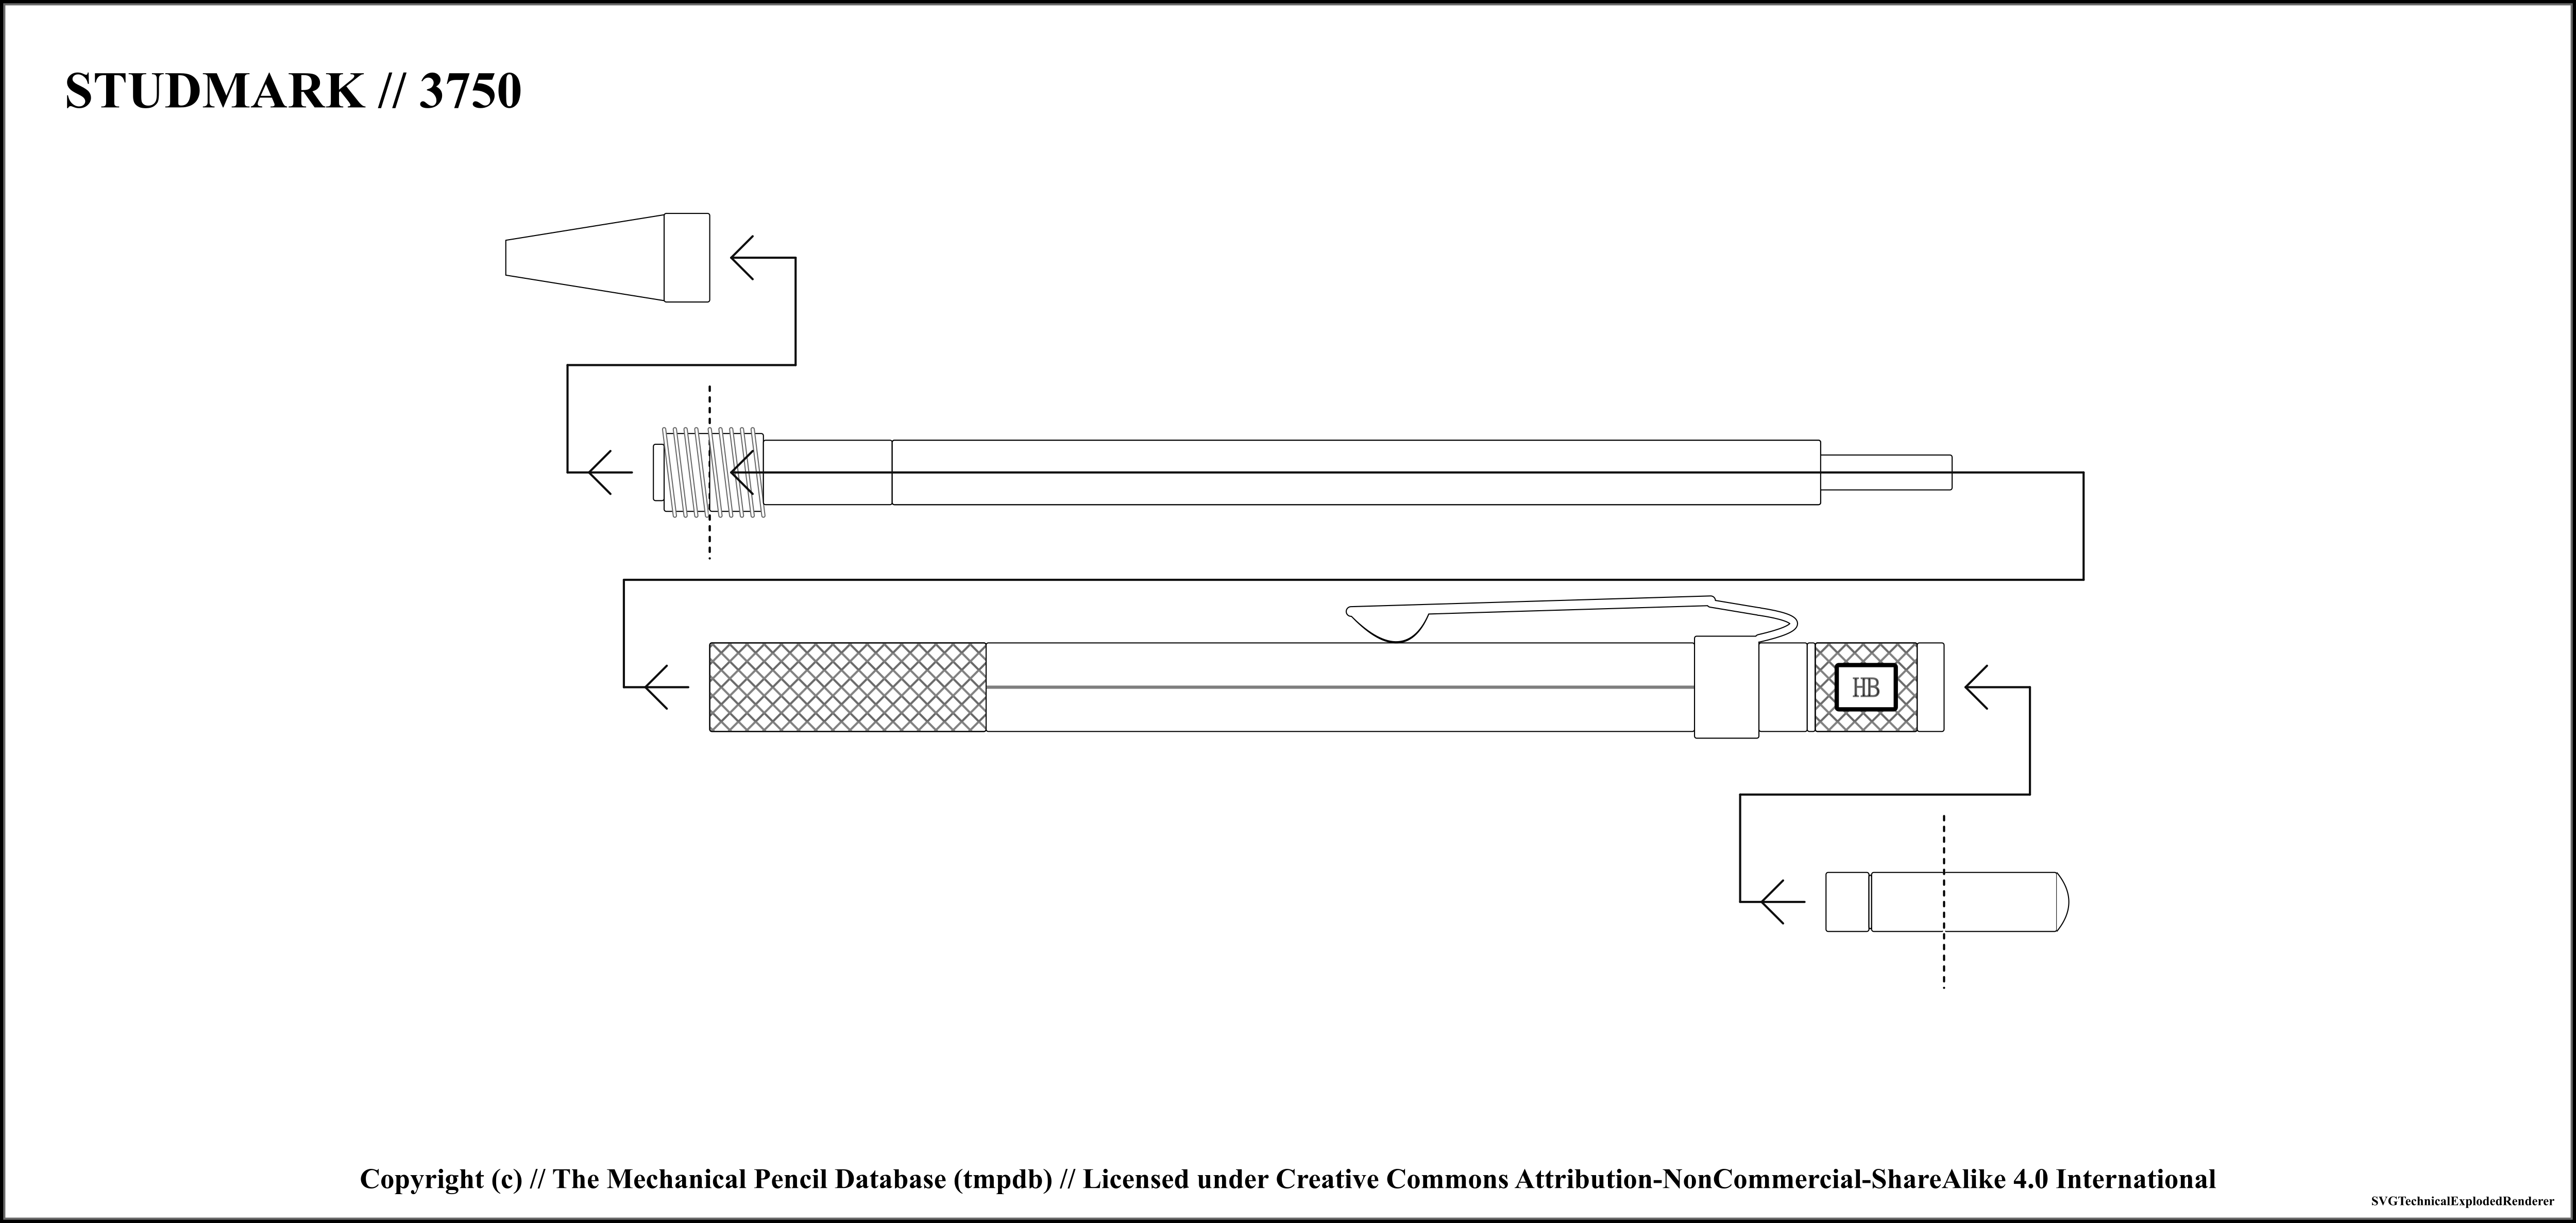 STUDMARK // 3750
HB
Copyright (c) // The Mechanical Pencil Database (tmpdb) // Licensed under Creative Commons Attribution-NonCommercial-ShareAlike 4.0 International
SVGTechnicalExplodedRenderer